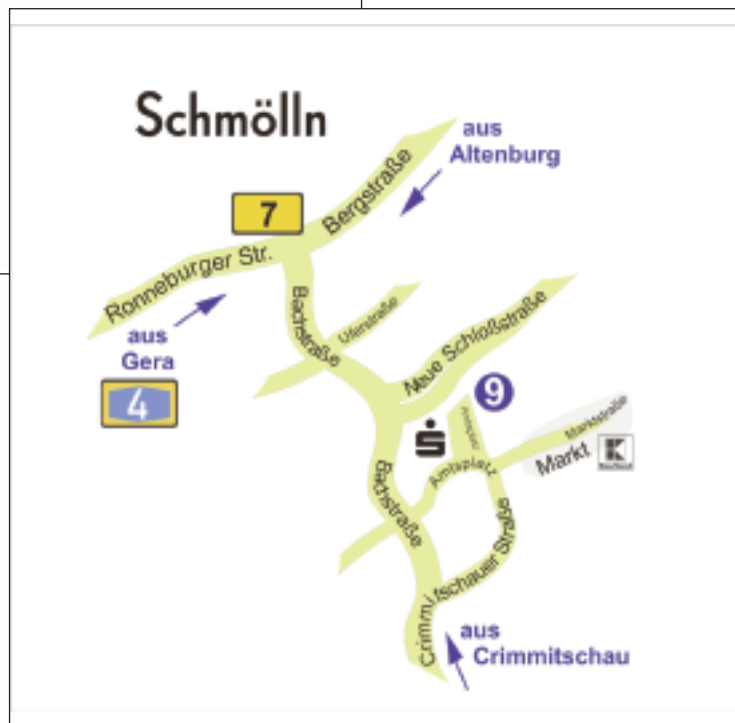 Schmölln
aus
Altenburg
7
Bergstraße
Ronneburger Str.
aus
Gera
4
Bachstraße
Uferstraße
Neue Schloßstraße
9
Amtsplatz
Marktstraße
Markt
K
Amtsplatz
Bachstraße
Crimmitschauer Straße
aus
Crimmitschau